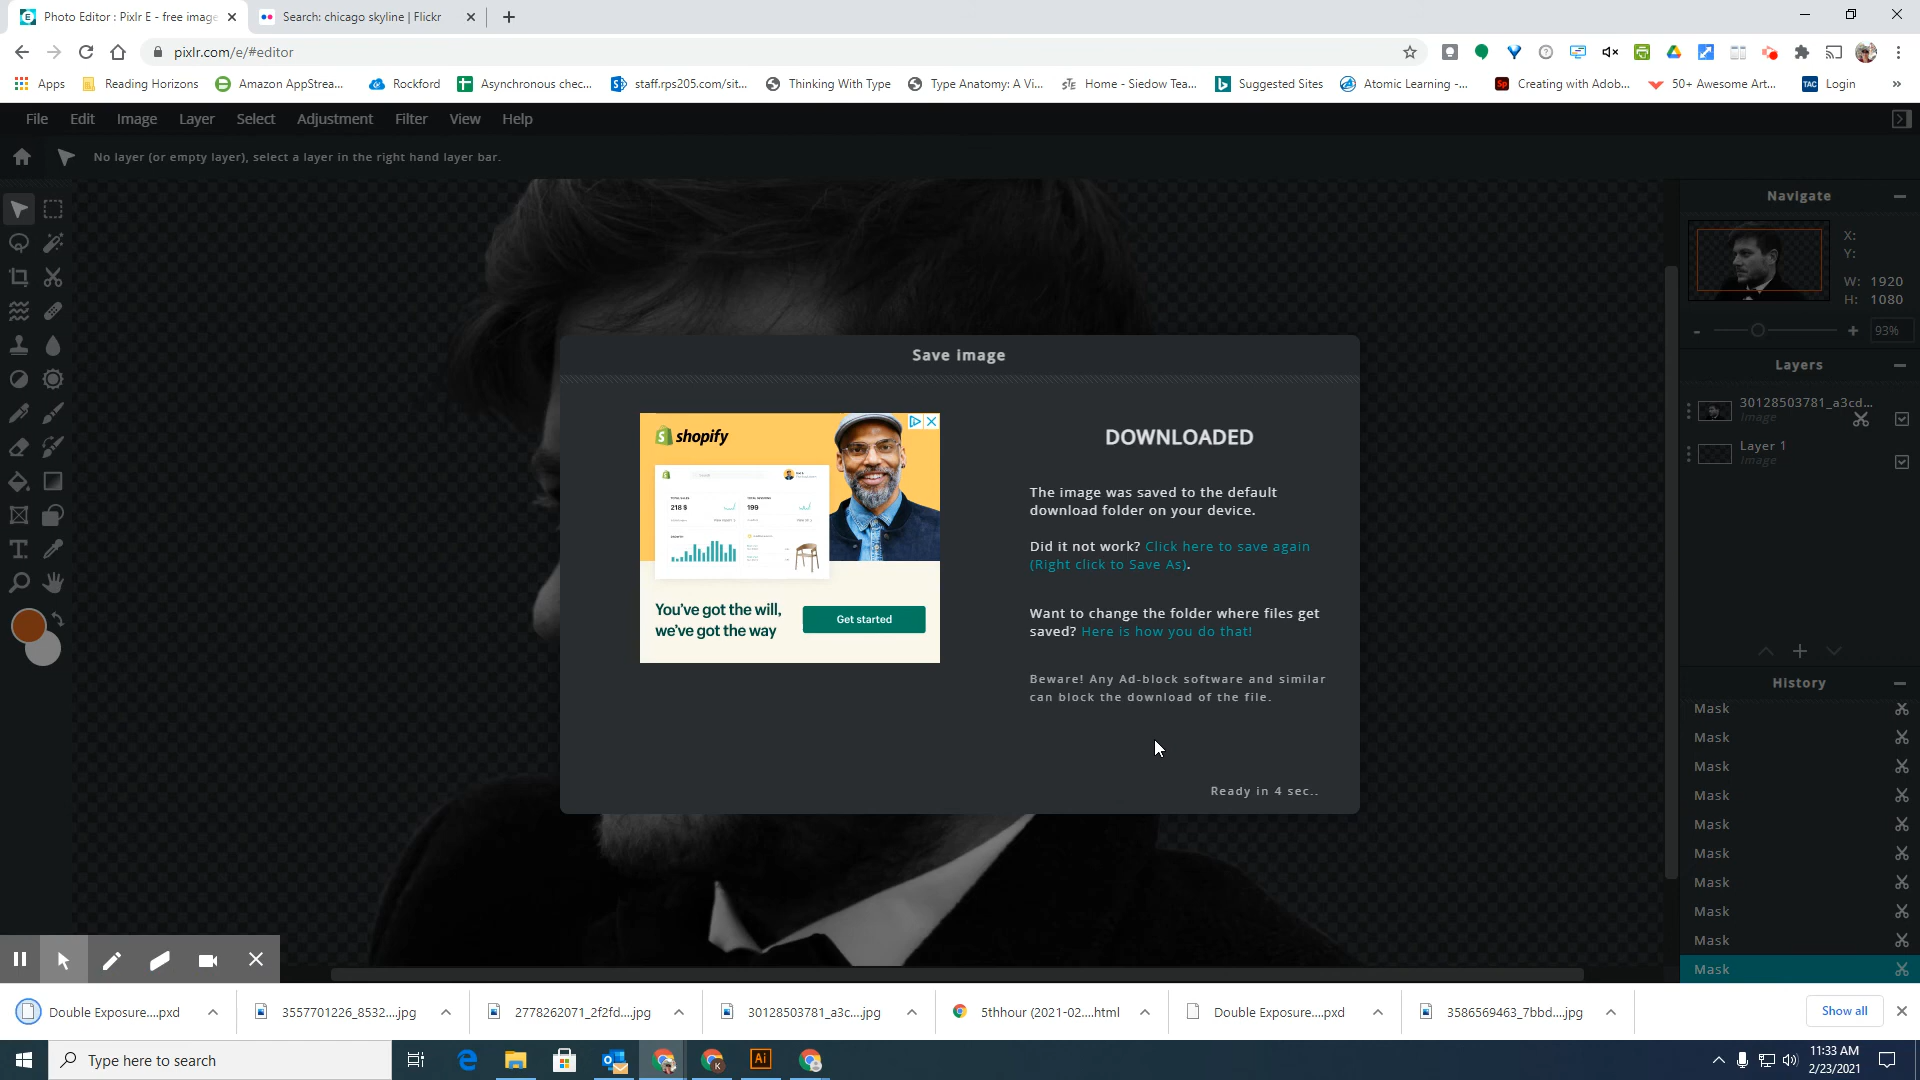 Photo Editor : Pixlr E - free image
Search: chicago skyline | Flickr
pixlr.com/e/#editor
Apps
Reading Horizons
Amazon AppStrea...
Rockford
Asynchronous chec...
staff.rps205.com/sit...
Thinking With Type
Type Anatomy: A Vi...
Home - Siedow Tea...
Suggested Sites
Atomic Learning -...
Creating with Adob...
50+ Awesome Art...
TAC Login
»
File Edit Image Layer Select Adjustment Filter View Help
No layer (or empty layer), select a layer in the right hand layer bar.
Navigate
X:
Y:
W: 1920
H: 1080
93%
Layers
30128503781_a3cd...
Image
Layer 1
Image
History
Mask
Mask
Mask
Mask
Mask
Mask
Mask
Mask
Mask
Mask
Save image
shopify
218 $
199
You've got the will,
we've got the way
Get started
DOWNLOADED
The image was saved to the default
download folder on your device.
Did it not work? Click here to save again
(Right click to Save As).
Want to change the folder where files get
saved? Here is how you do that!
Beware! Any Ad-block software and similar
can block the download of the file.
Ready in 4 sec..
Double Exposure....pxd
3557701226_8532....jpg
2778262071_2f2fd....jpg
30128503781_a3c....jpg
5thhour (2021-02....html
Double Exposure....pxd
3586569463_7bbd....jpg
Show all
Type here to search
Ai
11:33 AM
2/23/2021